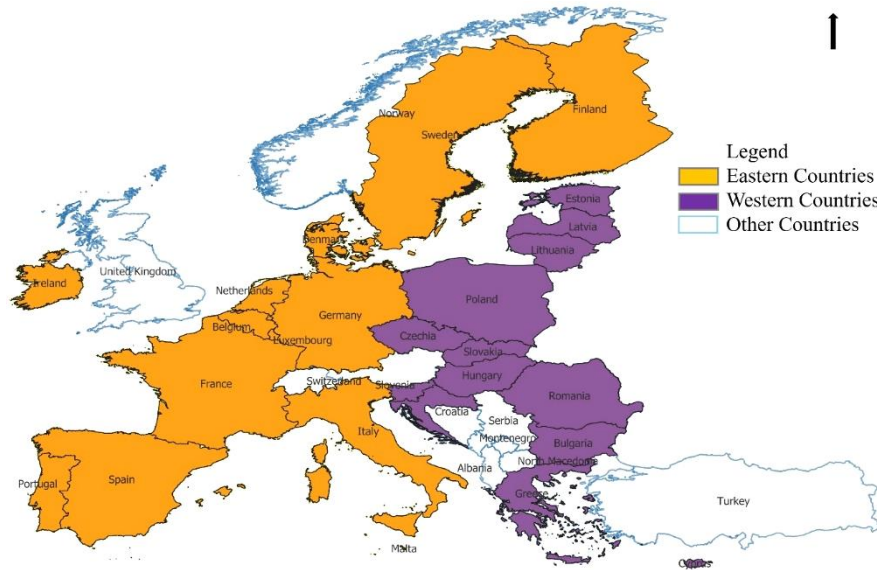 Norway
Sweden
Finland
Legend
Eastern Countries
Western Countries
Other Countries
Estonia
Latvia
Lithuania
Denmark
United Kingdom
Ireland
Netherlands
Poland
Germany
Belgium
Luxembourg
Czechia
Slovakia
France
Switzerland
Hungary
Slovenia
Romania
Croatia
Serbia
Italy
Montenegro
Bulgaria
North Macedonia
Albania
Portugal
Spain
Greece
Turkey
Malta
Cyprus